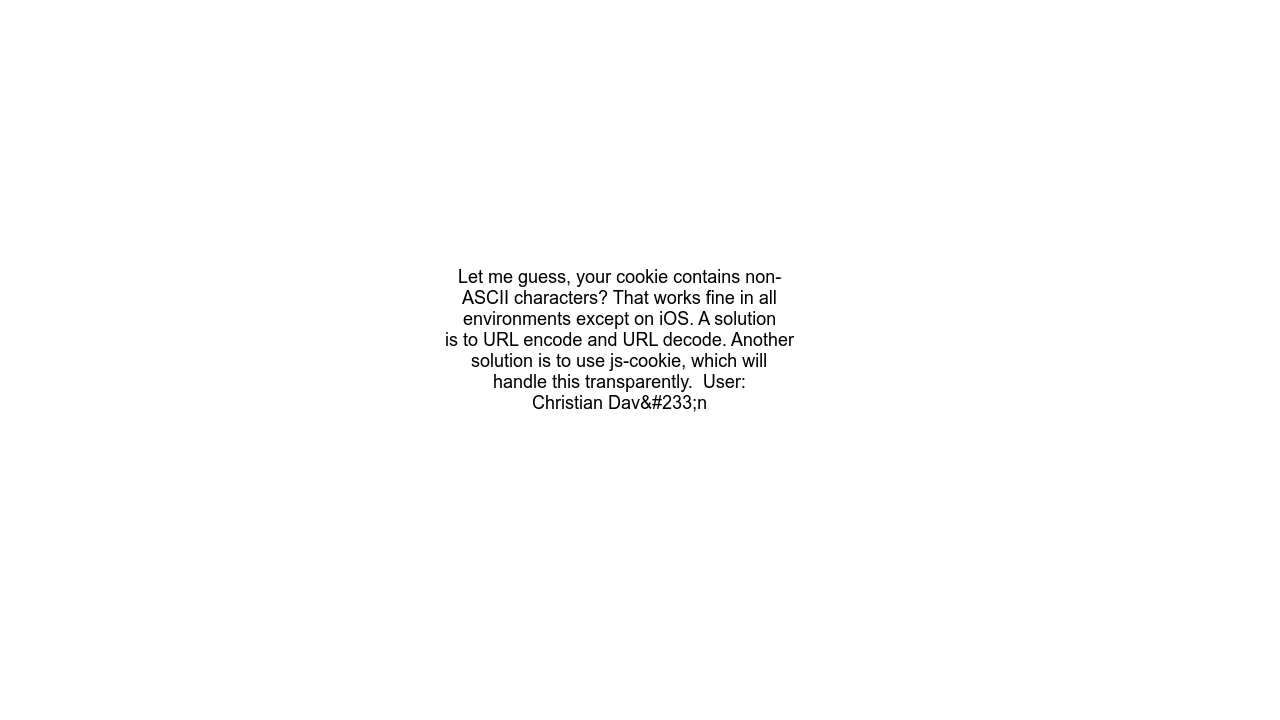 Let me guess, your cookie contains non-
ASCII characters? That works fine in all
environments except on iOS. A solution
is to URL encode and URL decode. Another
solution is to use js-cookie, which will
handle this transparently.  User:
Christian Dav&#233;n